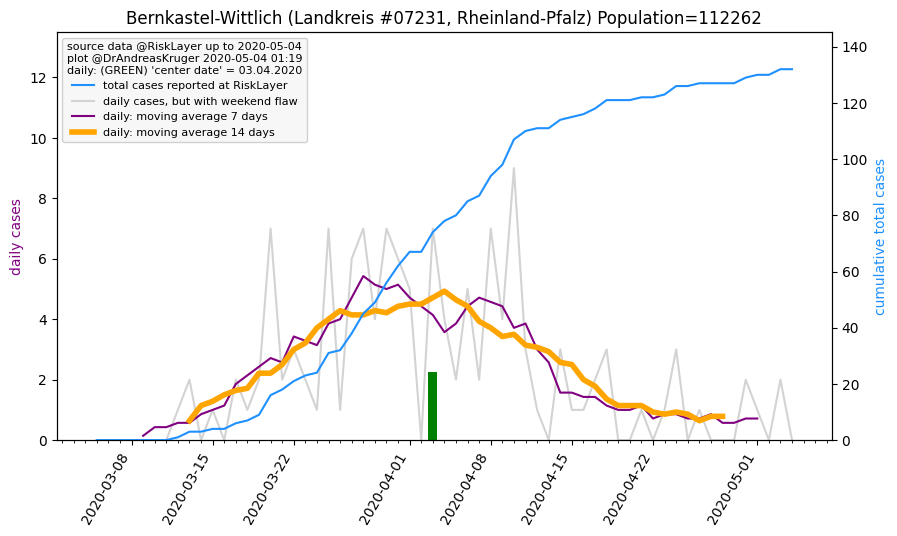 Bernkastel-Wittlich (Landkreis #07231, Rheinland-Pfalz) Population=112262
source data @RiskLayer up to 2020-05-04
plot @DrAndreasKruger 2020-05-04 01:19
daily: (GREEN) 'center date' = 03.04.2020
total cases reported at RiskLayer
daily cases, but with weekend flaw
daily: moving average 7 days
daily: moving average 14 days
daily cases
12
10
8
6
4
2
0
140
120
100
80
60
40
20
0
cumulative total cases
2020-03-08
2020-03-15
2020-03-22
2020-04-01
2020-04-08
2020-04-15
2020-04-22
2020-05-01